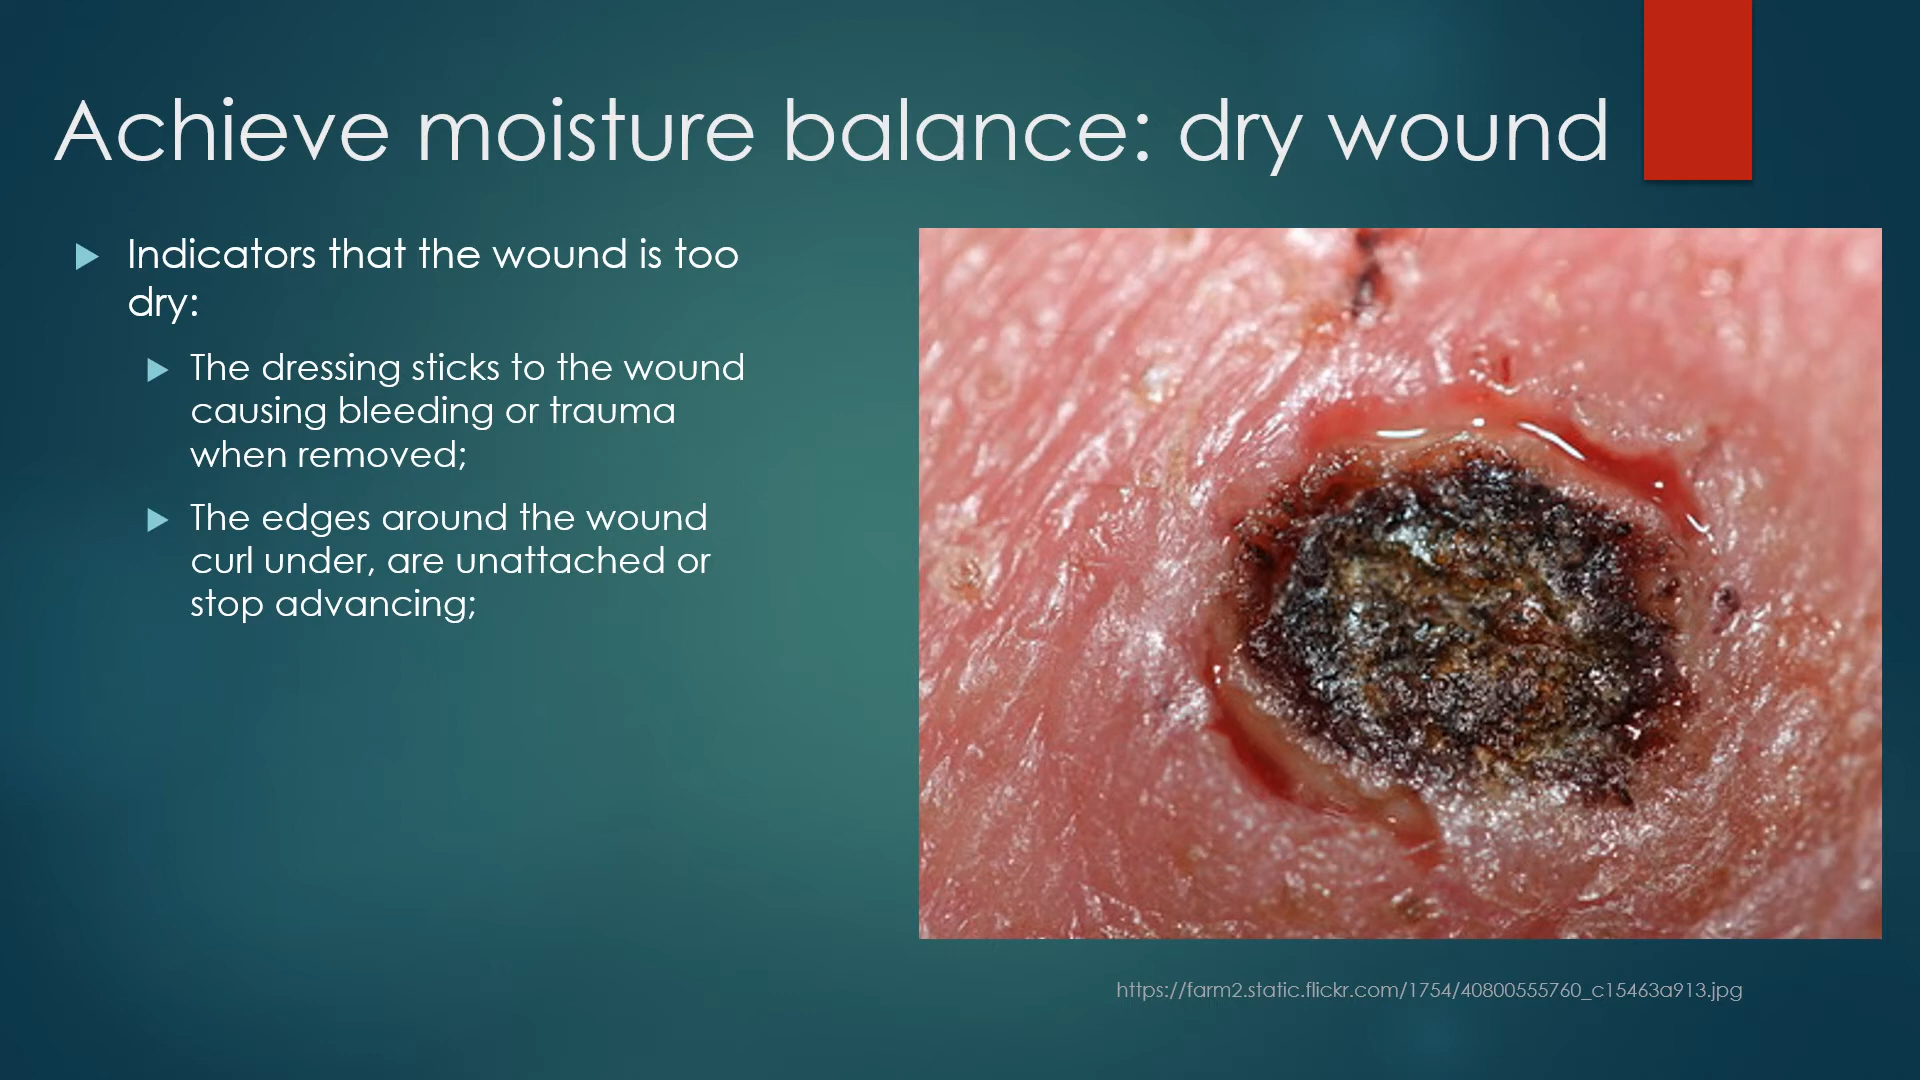 Achieve moisture balance: dry wound
Indicators that the wound is too
dry:
The dressing sticks to the wound
causing bleeding or trauma
when removed;
The edges around the wound
curl under, are unattached or
stop advancing;
https://farm2.static.flickr.com/1754/40800555760_c15463a913.jpg